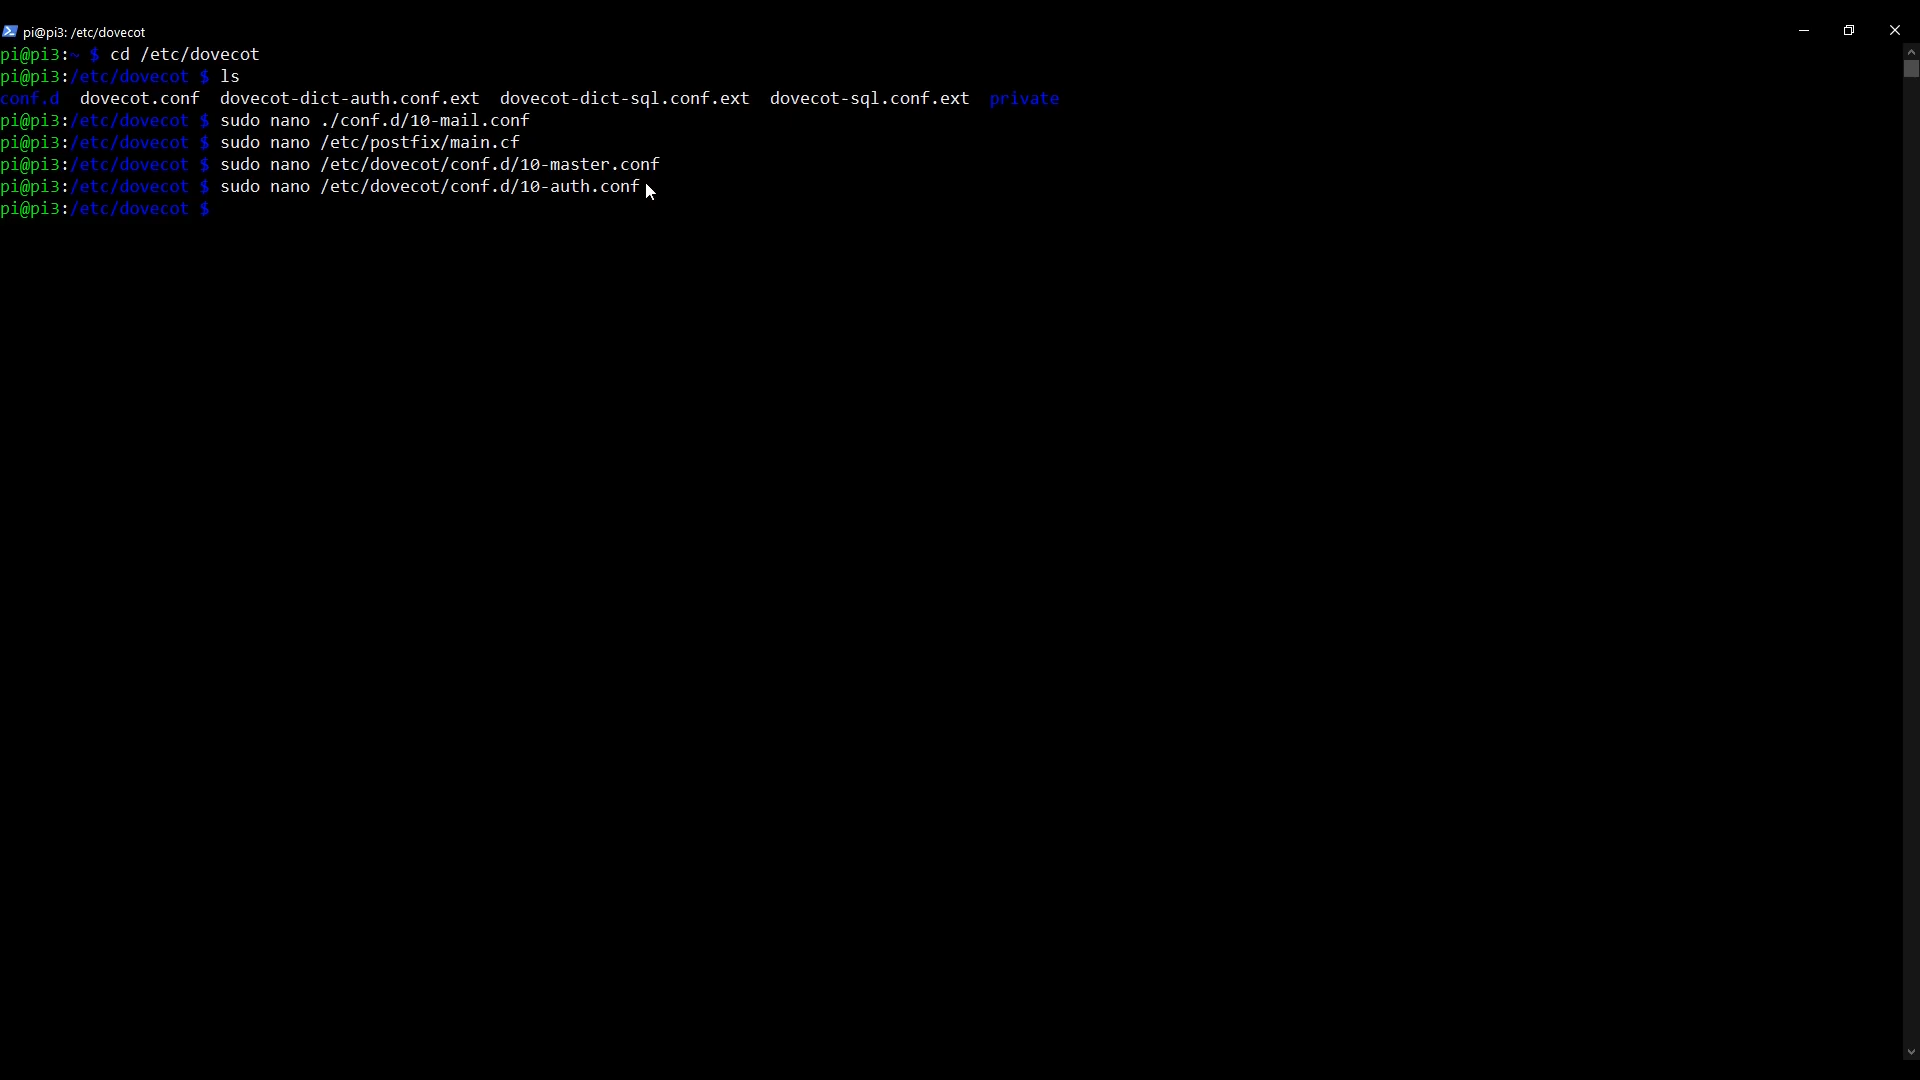 pi@pi3: /etc/dovecot
pi@pi3:~ $ cd /etc/dovecot
pi@pi3:/etc/dovecot $ ls
conf.d  dovecot.conf  dovecot-dict-auth.conf.ext  dovecot-dict-sql.conf.ext  dovecot-sql.conf.ext  private
pi@pi3:/etc/dovecot $ sudo nano ./conf.d/10-mail.conf
pi@pi3:/etc/dovecot $ sudo nano /etc/postfix/main.cf
pi@pi3:/etc/dovecot $ sudo nano /etc/dovecot/conf.d/10-master.conf
pi@pi3:/etc/dovecot $ sudo nano /etc/dovecot/conf.d/10-auth.conf
pi@pi3:/etc/dovecot $